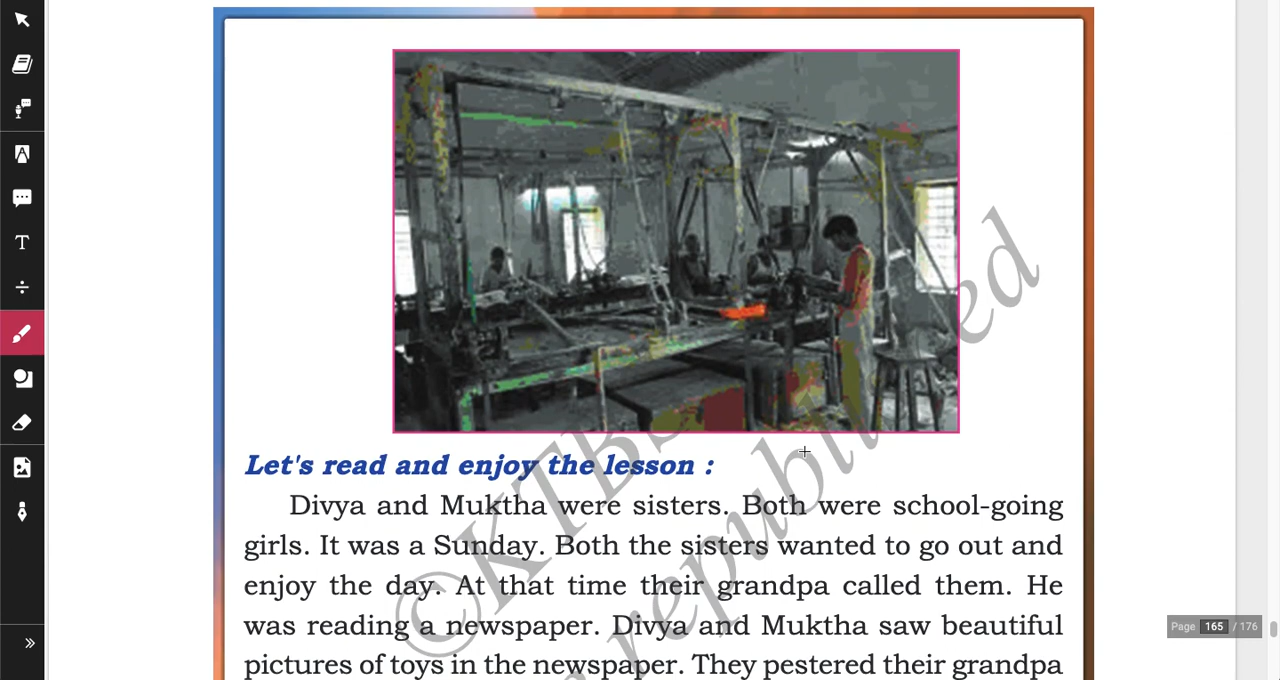 Let's read and enjoy the lesson :
Divya and Muktha were sisters. Both were school-going
girls. It was a Sunday. Both the sisters wanted to go out and
enjoy the day. At that time their grandpa called them. He
was reading a newspaper. Divya and Muktha saw beautiful
pictures of toys in the newspaper. They pestered their grandpa
Page 165 / 176
©KTBS
republished